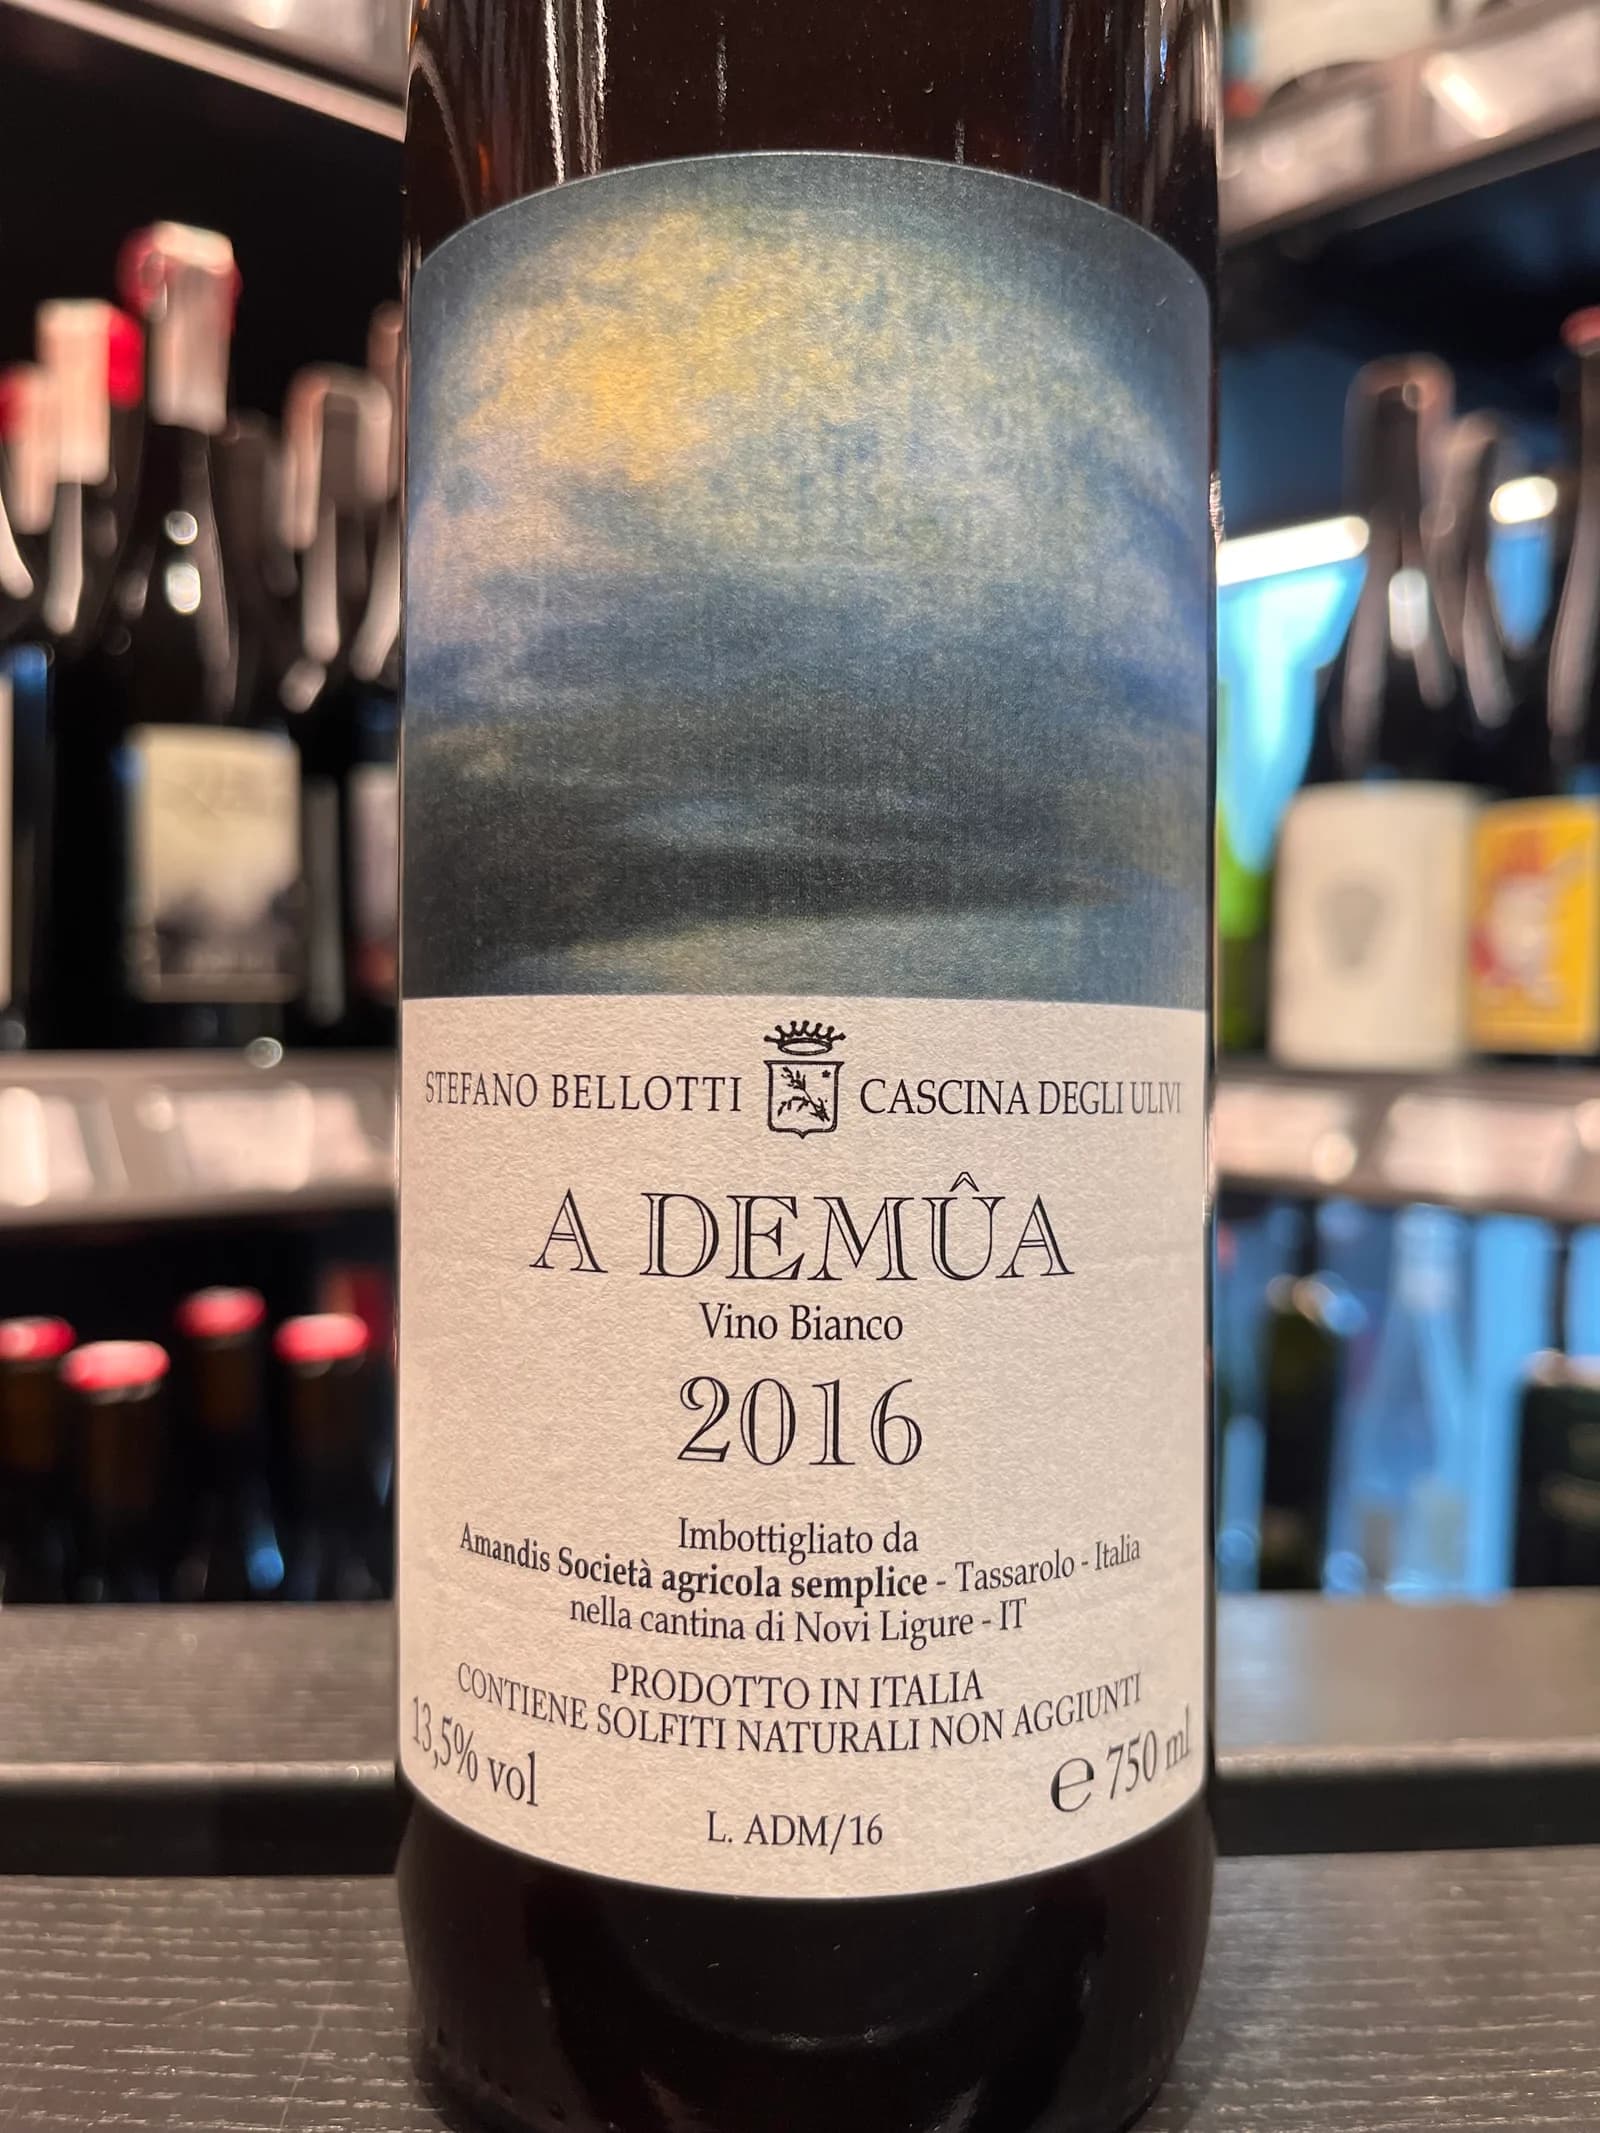 STEFANO BELLOTTI CASCINA DEGLI ULIVI
A DEMÛA
Vino Bianco
2016
Imbottigliato da
Amandis Società agricola semplice - Tassarolo - Italia
nella cantina di Novi Ligure - IT
PRODOTTO IN ITALIA
CONTIENE SOLFITI NATURALI NON AGGIUNTI
13,5% vol
℮ 750 ml
L. ADM/16